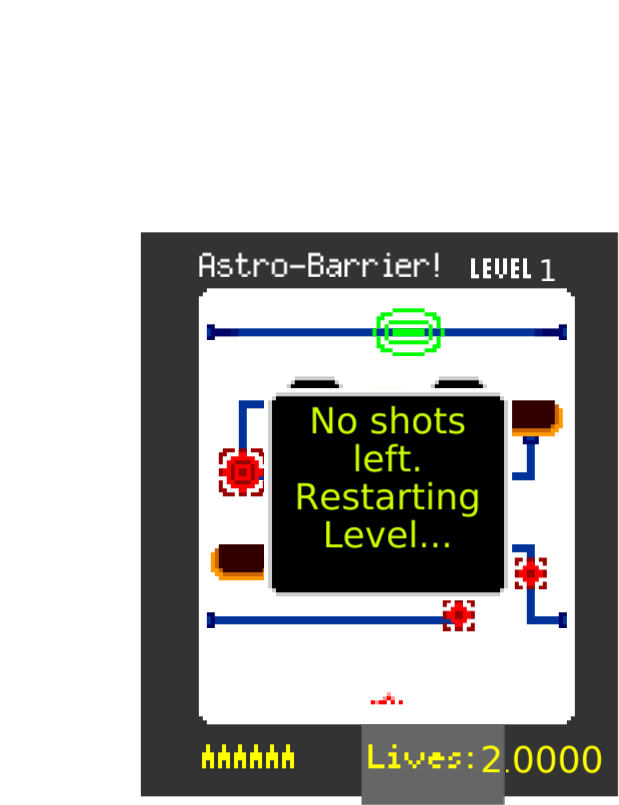 Astro-Barrier! LEVEL 1
No shots
left.
Restarting
Level...
Lives:2.0000